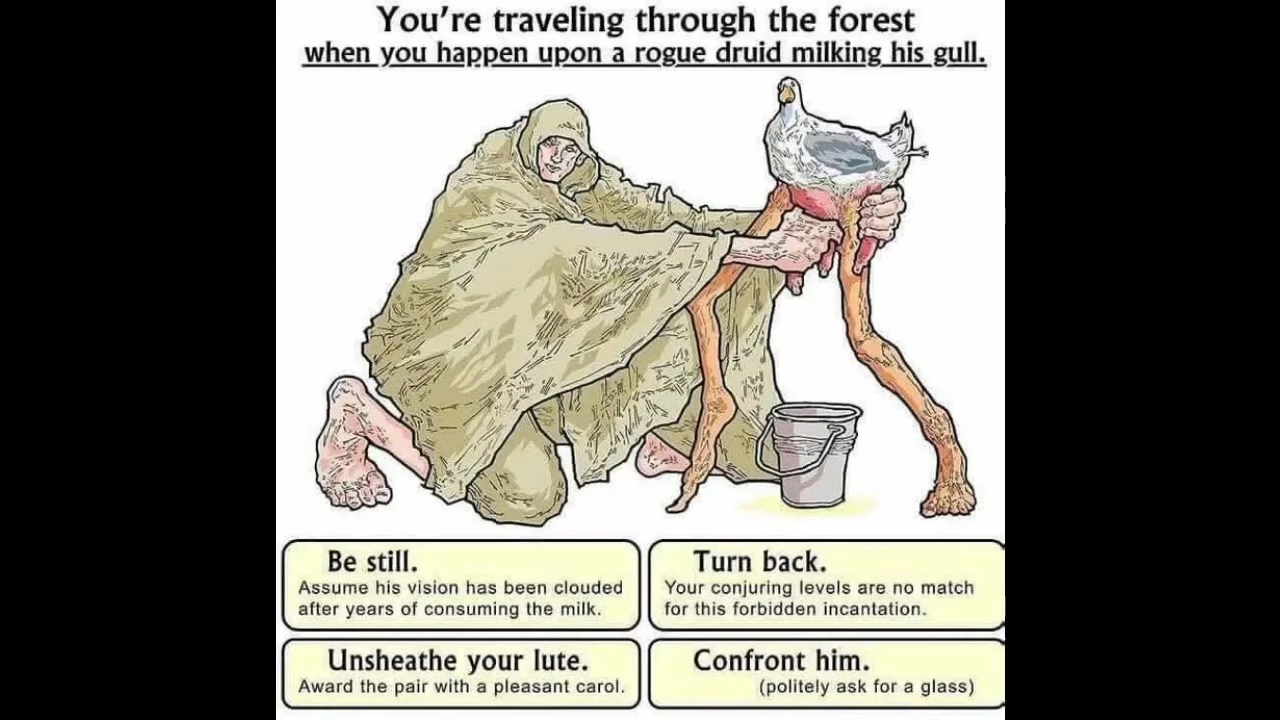 You're traveling through the forest
when you happen upon a rogue druid milking his gull.
Be still.
Assume his vision has been clouded
after years of consuming the milk.
Turn back.
Your conjuring levels are no match
for this forbidden incantation.
Unsheathe your lute.
Award the pair with a pleasant carol.
Confront him.
(politely ask for a glass)